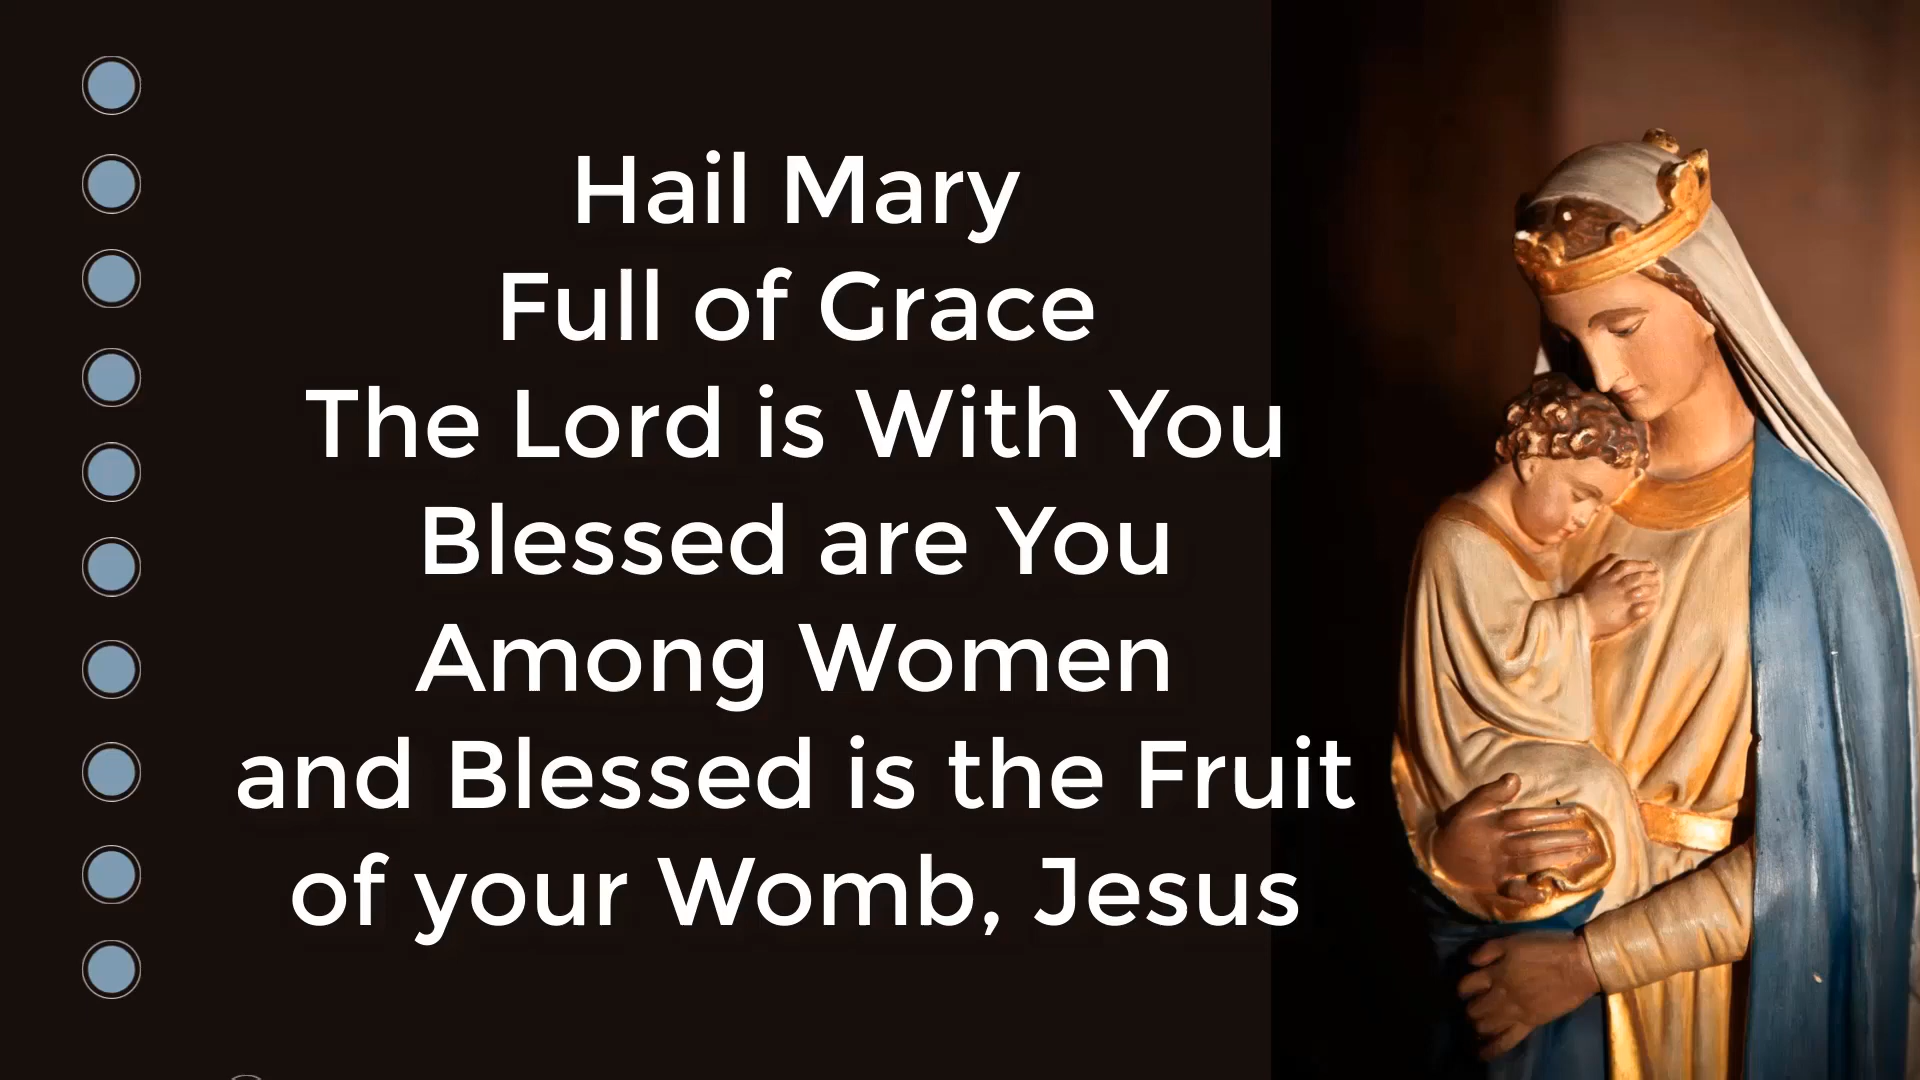 Hail Mary
Full of Grace
The Lord is With You
Blessed are You
Among Women
and Blessed is the Fruit
of your Womb, Jesus